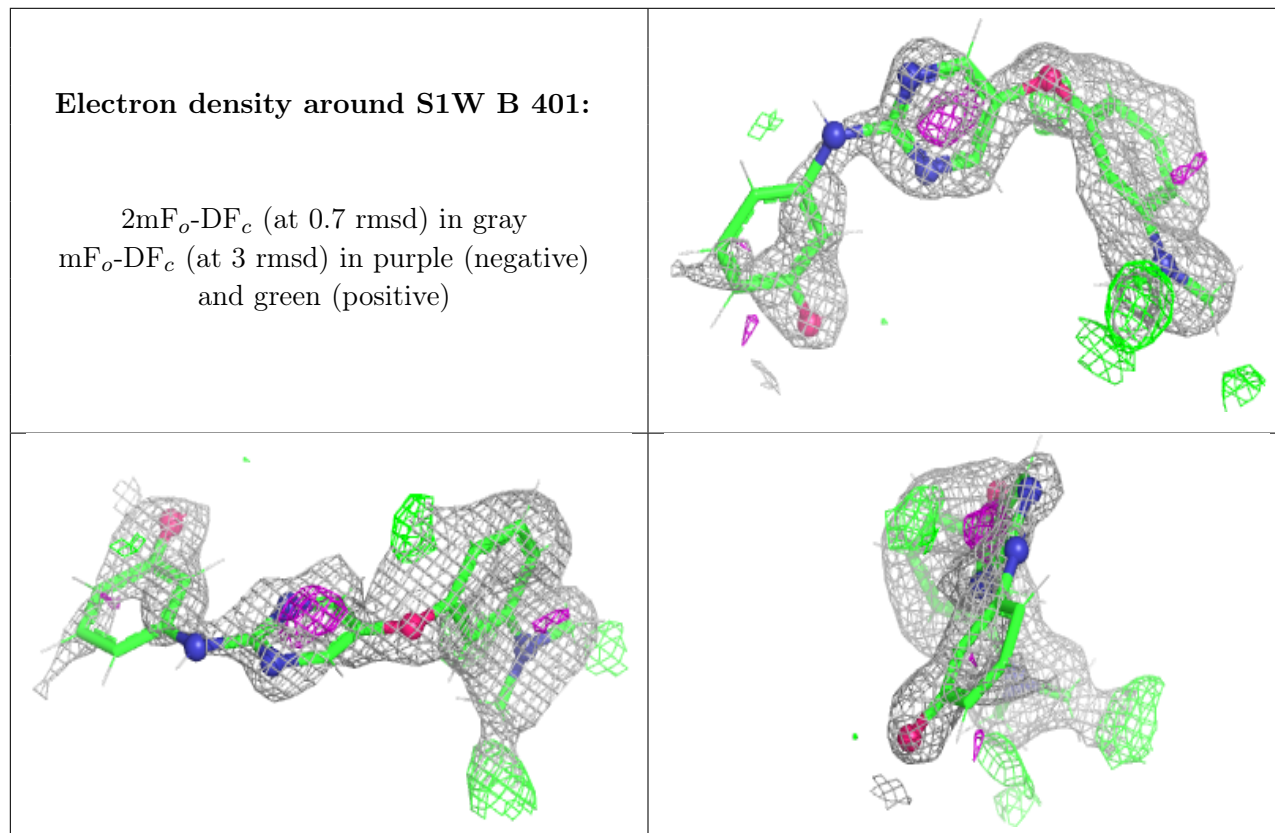 Electron density around S1W B 401:
2mFₒ-DF𝒸 (at 0.7 rmsd) in gray
mFₒ-DF𝒸 (at 3 rmsd) in purple (negative)
and green (positive)